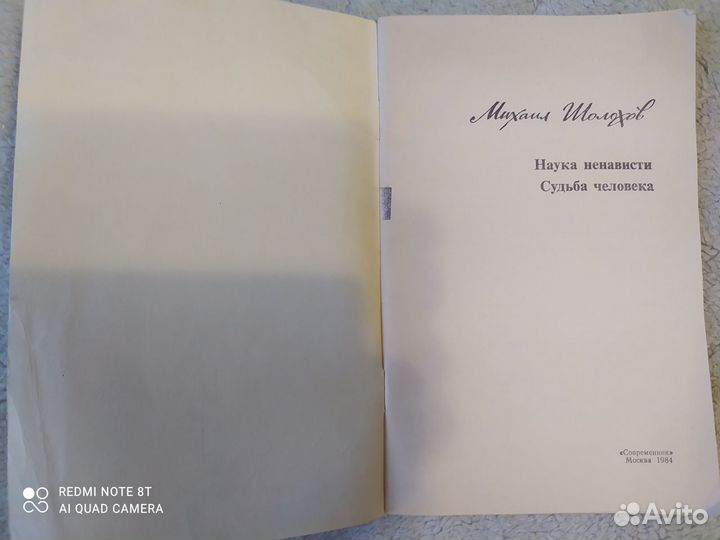 Михаил Шолохов
Наука ненависти
Судьба человека
«Современник»
Москва 1984
REDMI NOTE 8T
AI QUAD CAMERA
Avito